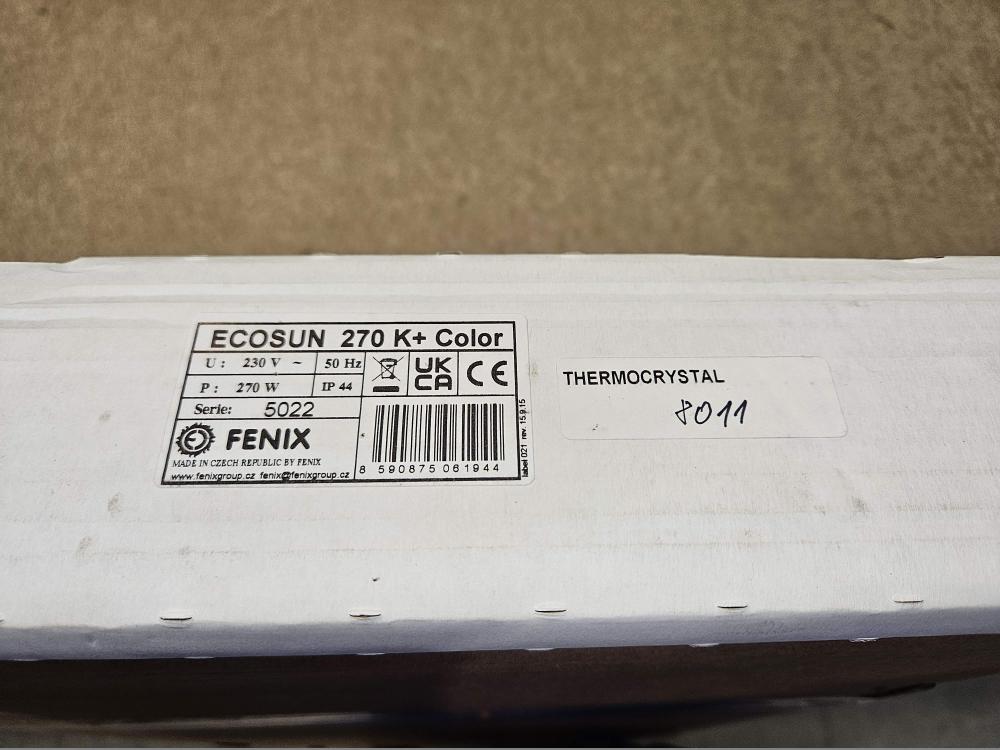 ECOSUN 270 K+ Color
U : 230 V ~ 50 Hz
P : 270 W IP 44
UK
CA
CE
Serie: 5022
FENIX
MADE IN CZECH REPUBLIC BY FENIX
www.fenixgroup.cz fenix@fenixgroup.cz
8 590875 061944
label 021 rev. 15.9.15
THERMOCRYSTAL
8011